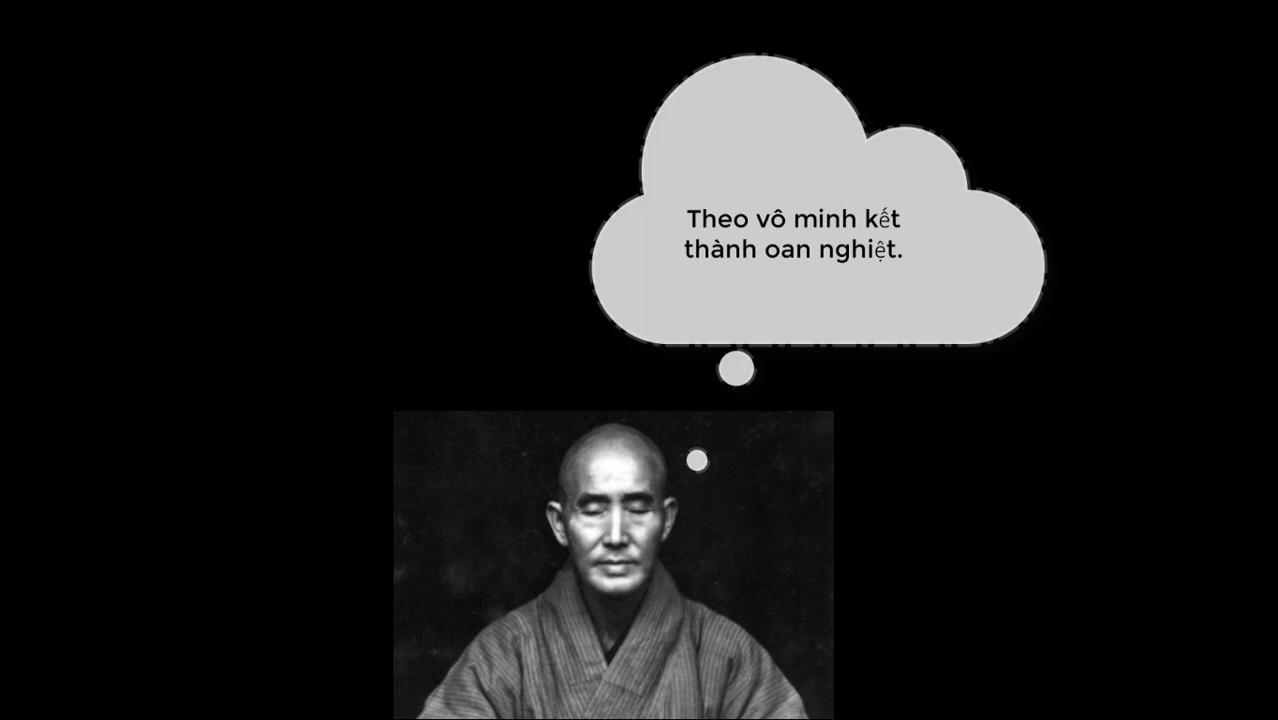 Theo vô minh kết
thành oan nghiệt.